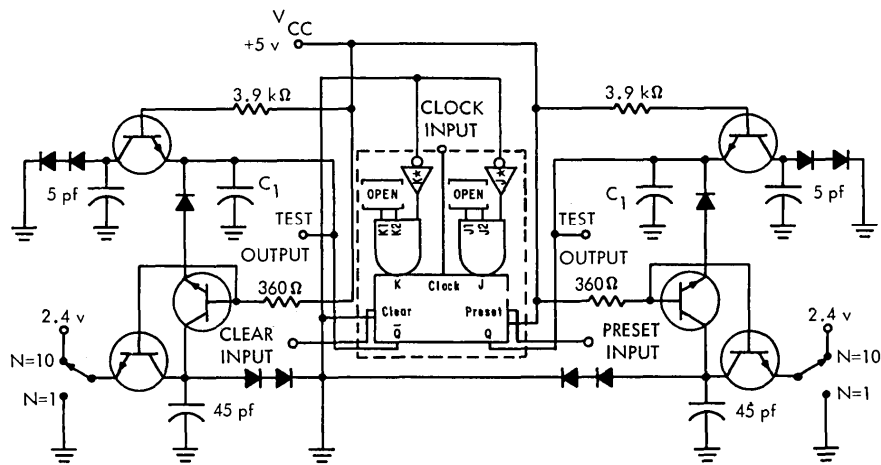 V CC
+5 v
3.9 kΩ
CLOCK INPUT
3.9 kΩ
5 pf
C1
OPEN
K*
OPEN
J*
C1
5 pf
TEST OUTPUT
K1
K2
J1
J2
TEST OUTPUT
K
Clock
J
360Ω
360Ω
Clear
Preset
Q̅
Q
2.4 v
CLEAR INPUT
PRESET INPUT
2.4 v
N=10
N=10
N=1
45 pf
45 pf
N=1